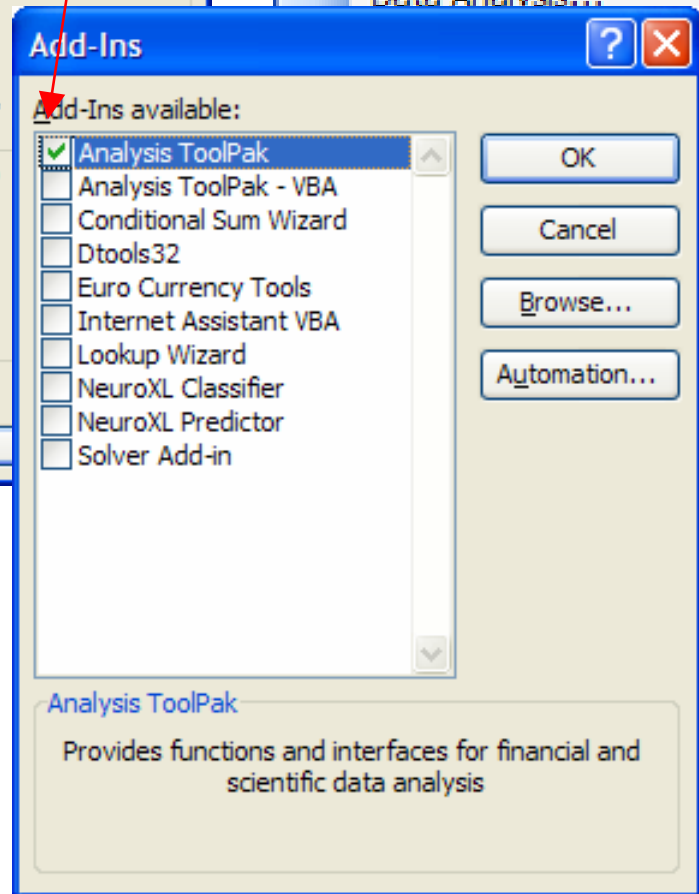 Data Analysis...
Add-Ins
Add-Ins available:
Analysis ToolPak
OK
Analysis ToolPak - VBA
Conditional Sum Wizard
Cancel
Dtools32
Euro Currency Tools
Browse...
Internet Assistant VBA
Lookup Wizard
Automation...
NeuroXL Classifier
NeuroXL Predictor
Solver Add-in
Analysis ToolPak
Provides functions and interfaces for financial and
scientific data analysis